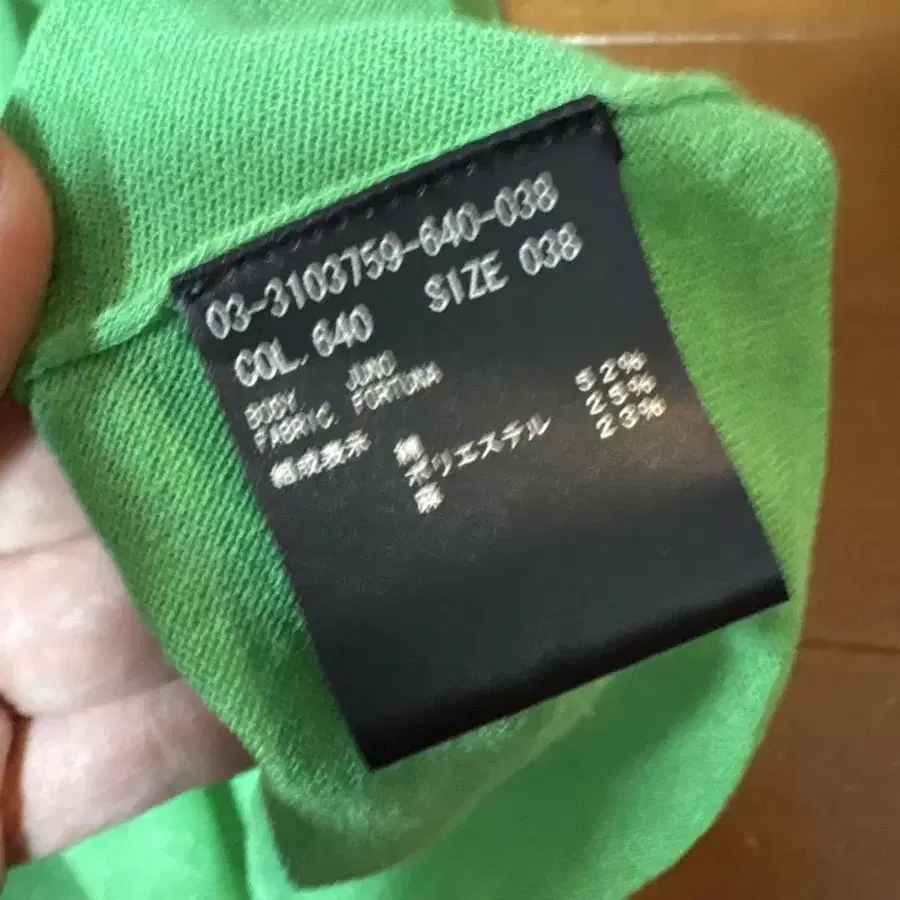 03-3103759-640-038
COL. 640 SIZE 038
BODY JUNO
FABRIC. FORTUNA
組成表示 綿 52%
ポリエステル 25%
麻 23%